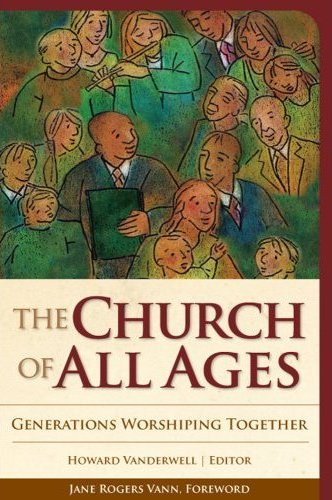 THE CHURCH
OF ALL AGES
GENERATIONS WORSHIPING TOGETHER
HOWARD VANDERWELL | EDITOR
JANE ROGERS VANN, FOREWORD